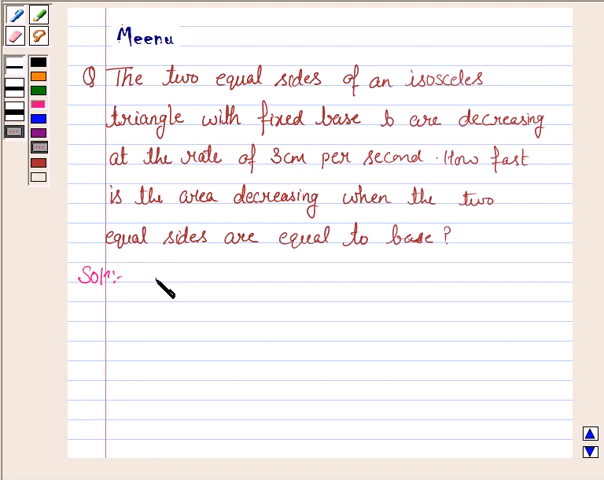 Meenu
Q The two equal sides of an isosceles
triangle with fixed base b are decreasing
at the rate of 3cm per second. How fast
is the area decreasing when the two
equal sides are equal to base?
Soln:-